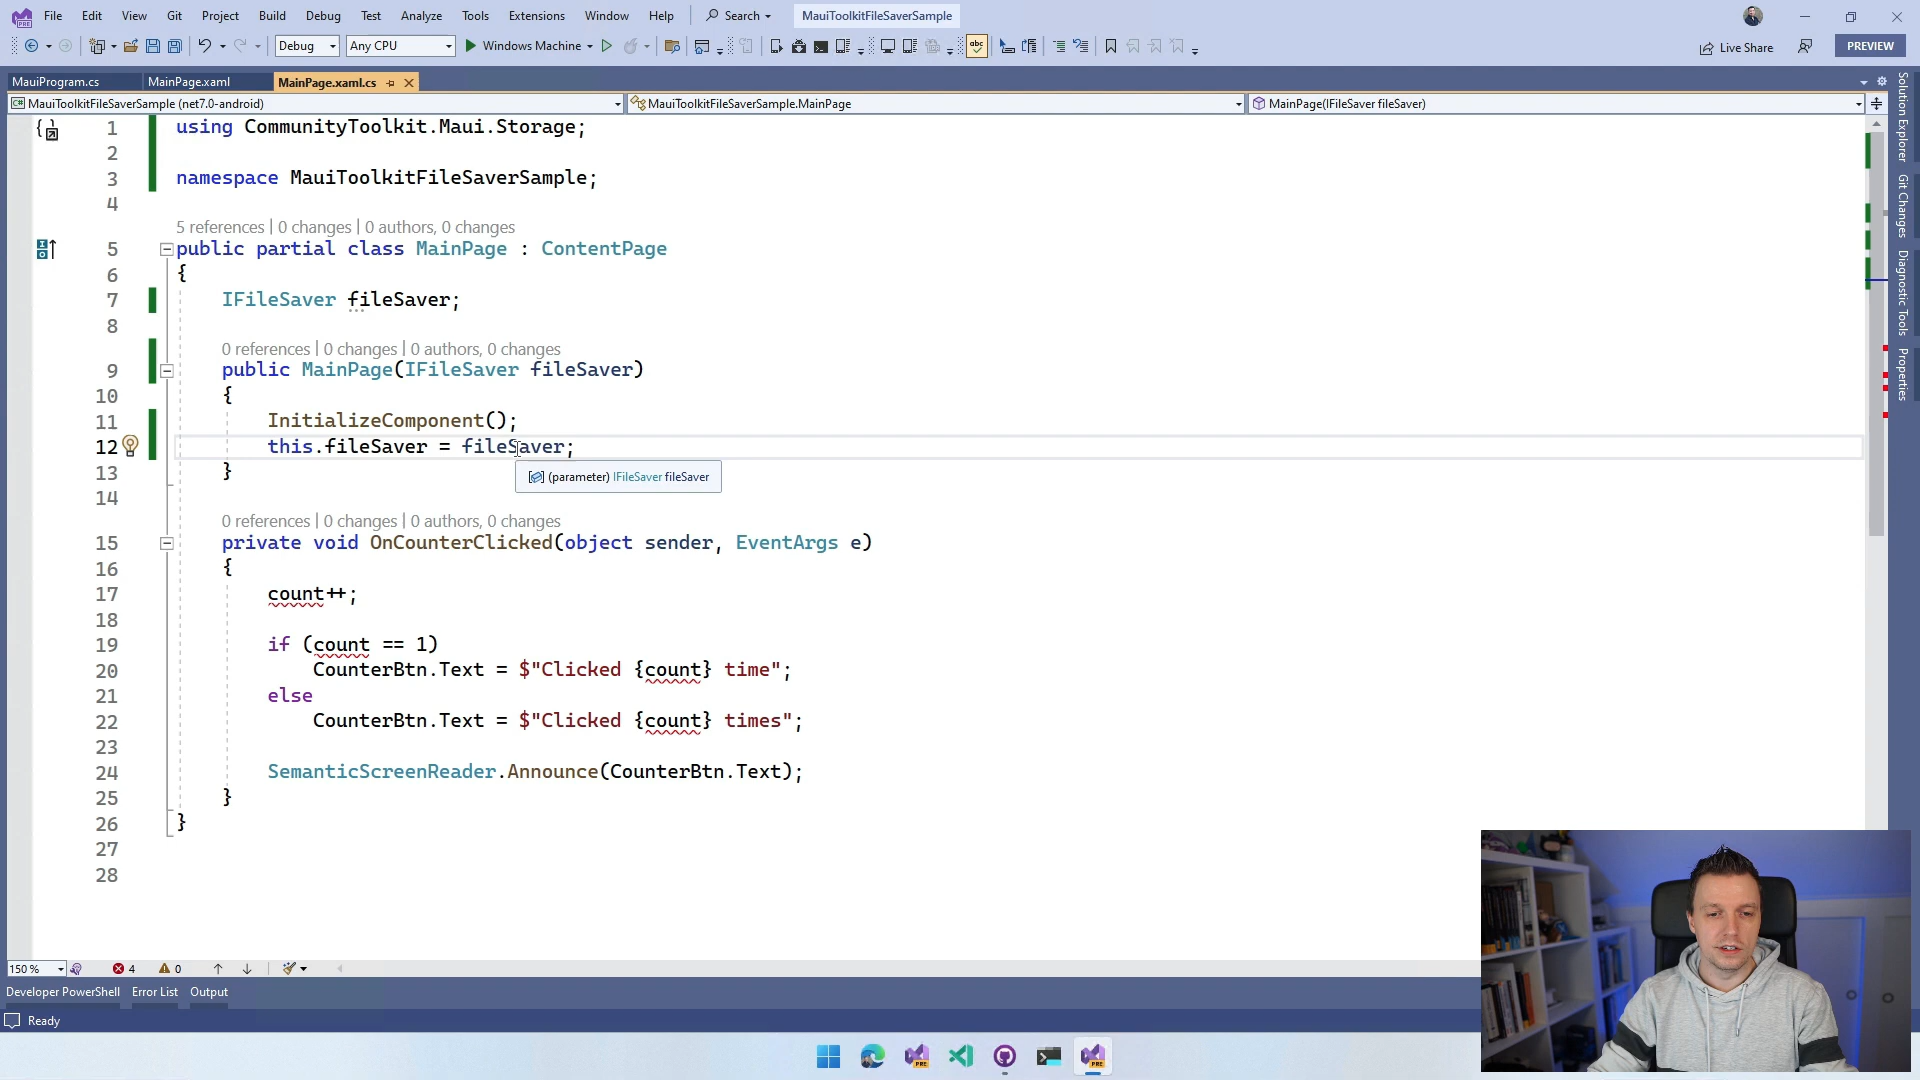 File Edit View Git Project Build Debug Test Analyze Tools Extensions Window Help Search MauiToolkitFileSaverSample
Debug Any CPU Windows Machine Live Share PREVIEW
MauiProgram.cs MainPage.xaml MainPage.xaml.cs
MauiToolkitFileSaverSample (net7.0-android) MauiToolkitFileSaverSample.MainPage MainPage(IFileSaver fileSaver)
1 using CommunityToolkit.Maui.Storage;
2
3 namespace MauiToolkitFileSaverSample;
4
5 references | 0 changes | 0 authors, 0 changes
5 public partial class MainPage : ContentPage
6 {
7 IFileSaver fileSaver;
8
0 references | 0 changes | 0 authors, 0 changes
9 public MainPage(IFileSaver fileSaver)
10 {
11 InitializeComponent();
12 this.fileSaver = fileSaver;
13 }
(parameter) IFileSaver fileSaver
14
0 references | 0 changes | 0 authors, 0 changes
15 private void OnCounterClicked(object sender, EventArgs e)
16 {
17 count++;
18
19 if (count == 1)
20 CounterBtn.Text = $"Clicked {count} time";
21 else
22 CounterBtn.Text = $"Clicked {count} times";
23
24 SemanticScreenReader.Announce(CounterBtn.Text);
25 }
26 }
27
28
Solution Explorer
Git Changes
Diagnostic Tools
Properties
150 % 4 0
Developer PowerShell Error List Output
Ready